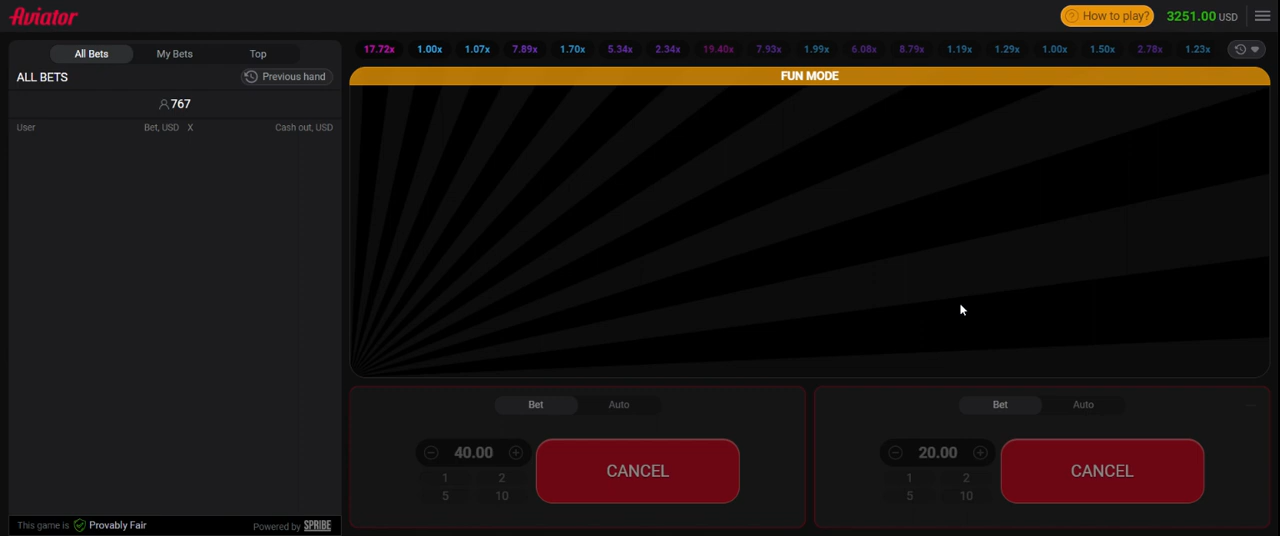 Aviator
How to play?
3251.00 USD
All Bets My Bets Top
17.72x 1.00x 1.07x 7.89x 1.70x 5.34x 2.34x 19.40x 7.93x 1.99x 6.08x 8.79x 1.19x 1.29x 1.00x 1.50x 2.78x 1.23x
ALL BETS Previous hand
FUN MODE
767
User Bet, USD X Cash out, USD
Bet Auto
40.00
1 2
5 10
CANCEL
Bet Auto
20.00
1 2
5 10
CANCEL
This game is Provably Fair Powered by SPRIBE